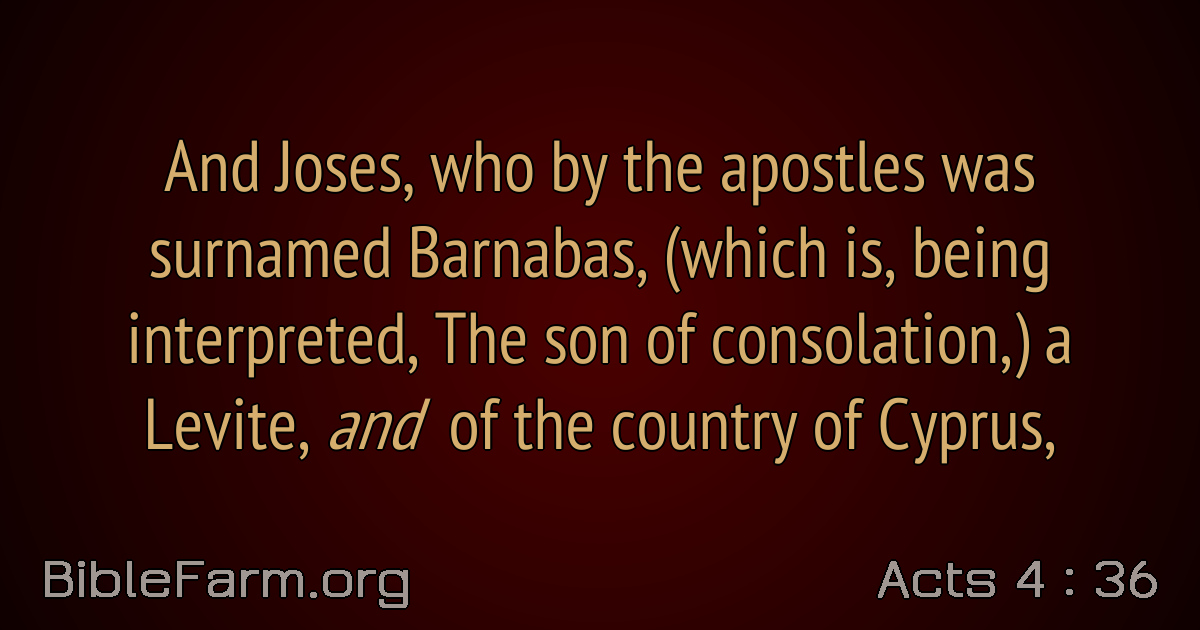 And Joses, who by the apostles was
surnamed Barnabas, (which is, being
interpreted, The son of consolation,) a
Levite, and of the country of Cyprus,
BibleFarm.org
Acts 4 : 36